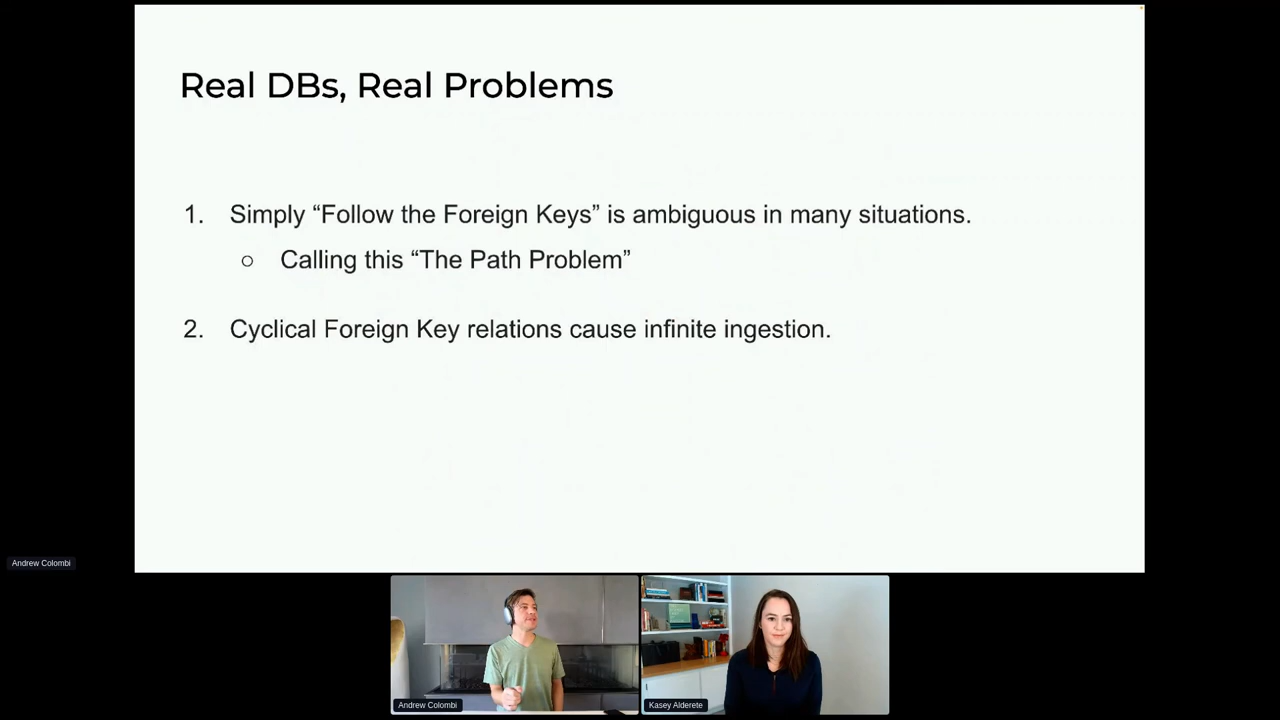 Real DBs, Real Problems
1. Simply “Follow the Foreign Keys” is ambiguous in many situations.
○ Calling this “The Path Problem”
2. Cyclical Foreign Key relations cause infinite ingestion.
Andrew Colombi
Andrew Colombi
Kasey Alderete